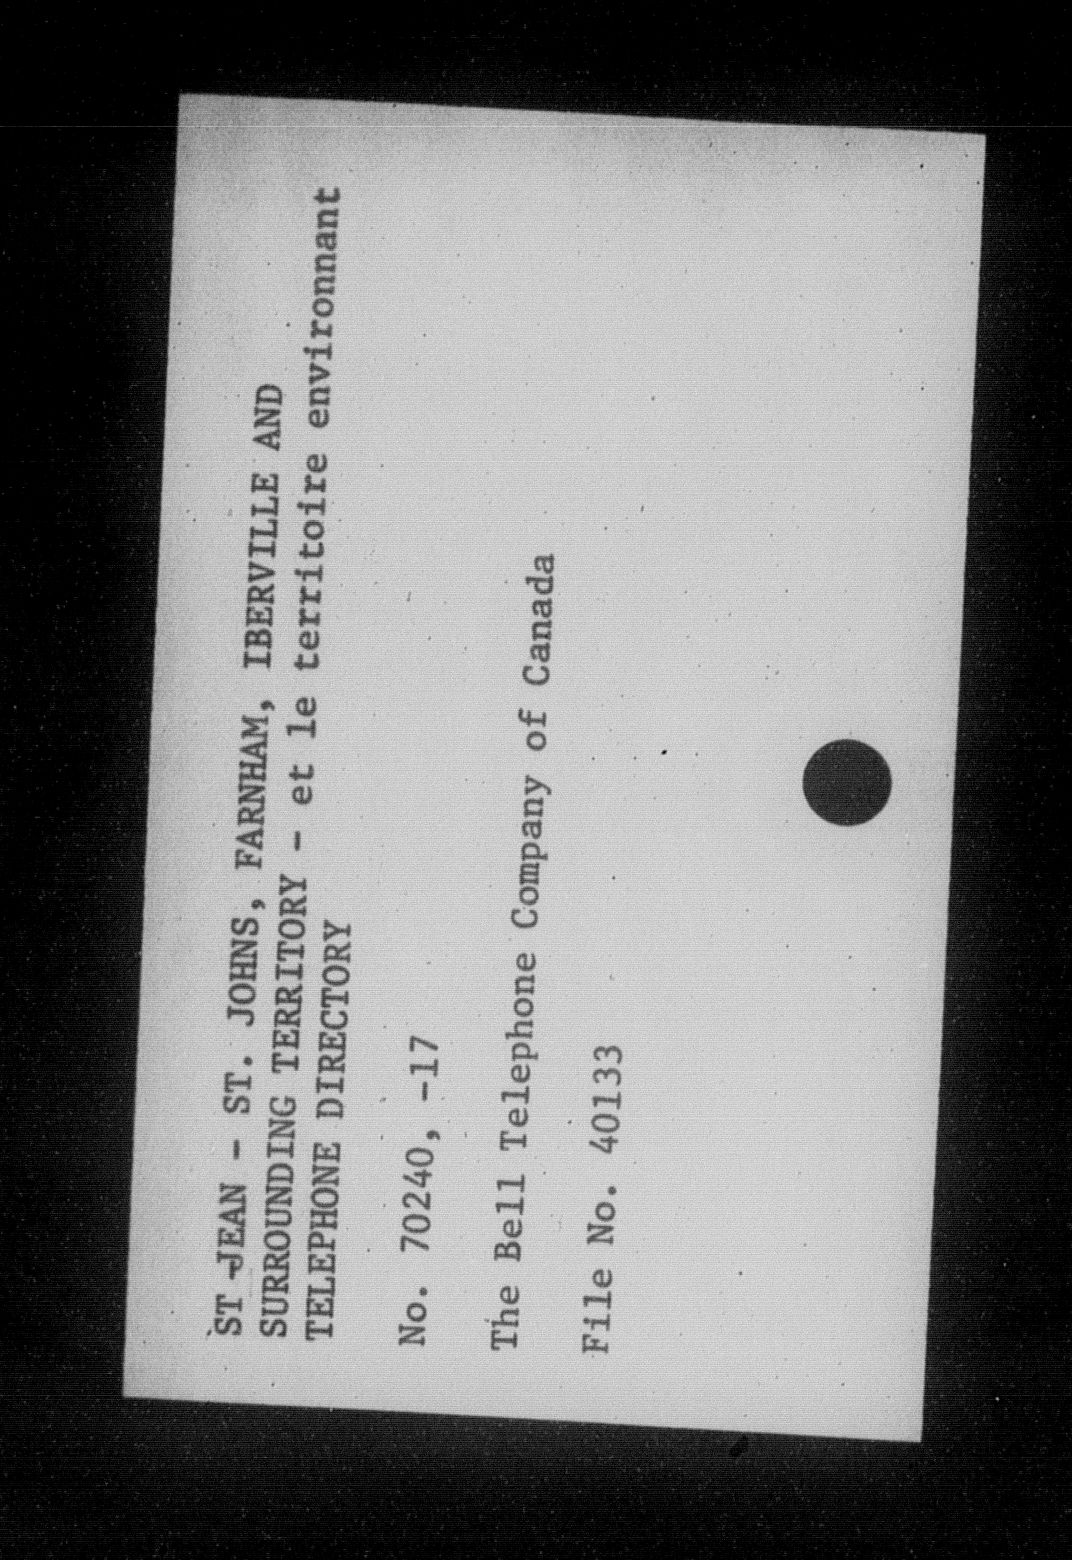 ST-JEAN - ST. JOHNS, FARNHAM, IBERVILLE AND
SURROUNDING TERRITORY - et le territoire environnant
TELEPHONE DIRECTORY
No. 70240, -17
The Bell Telephone Company of Canada
File No. 40133